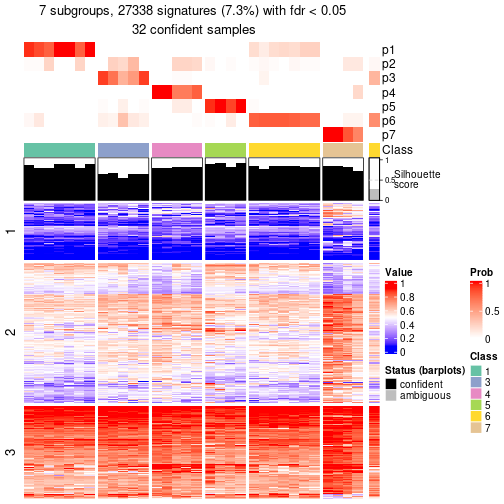 7 subgroups, 27338 signatures (7.3%) with fdr < 0.05
32 confident samples
p1
p2
p3
p4
p5
p6
p7
Class
1
0.5
0
Silhouette
score
1
2
3
Value
1
0.8
0.6
0.4
0.2
0
Status (barplots)
confident
ambiguous
Prob
1
0.5
0
Class
1
3
4
5
6
7